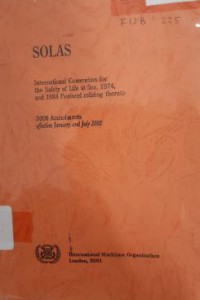 SOLAS
International Convention for
the Safety of Life at Sea, 1974,
and 1988 Protocol relating thereto
2000 Amendments
effective January and July 2002
International Maritime Organization
London, 2001